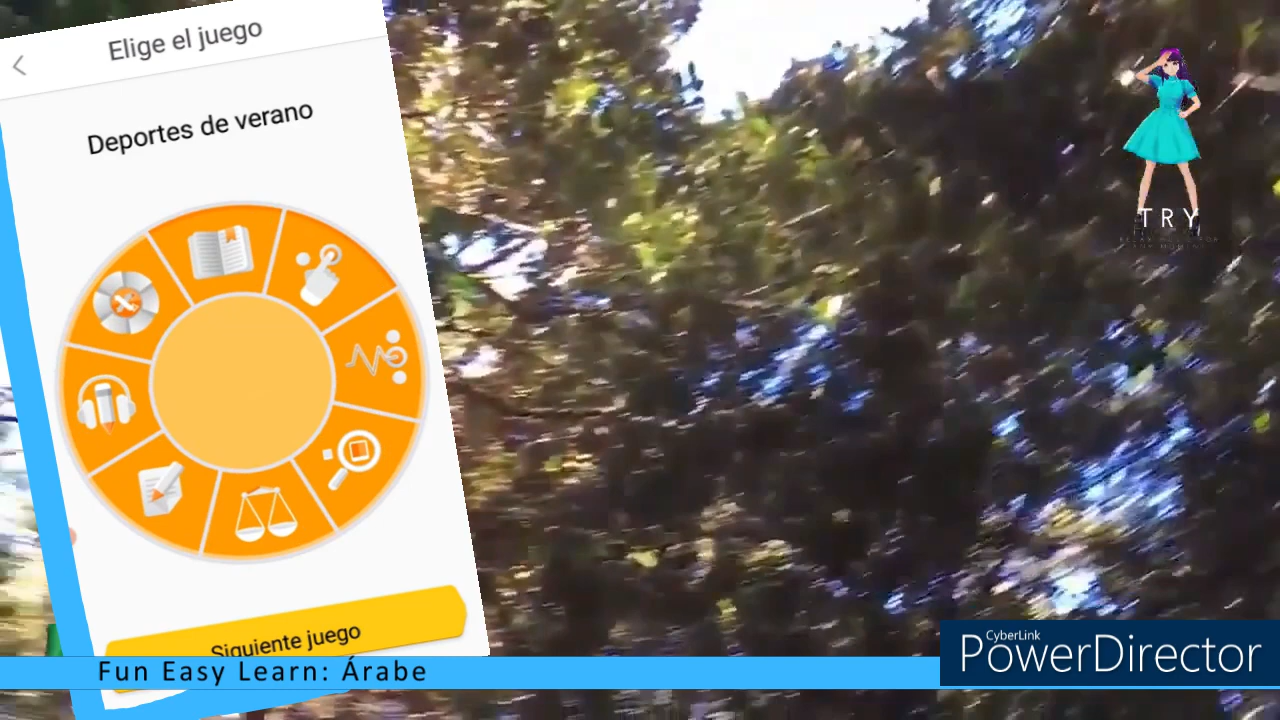 Elige el juego
Deportes de verano
Siguiente juego
TRY
Fun Easy Learn: Árabe
CyberLink
PowerDirector